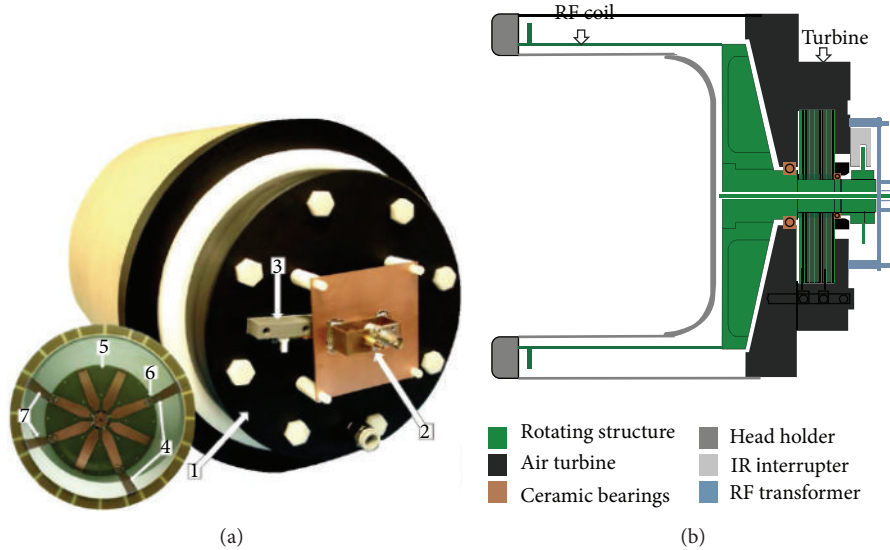 RF coil
Turbine
3
5
6
7
4
2
1
Rotating structure
Head holder
Air turbine
IR interrupter
Ceramic bearings
RF transformer
(a)
(b)